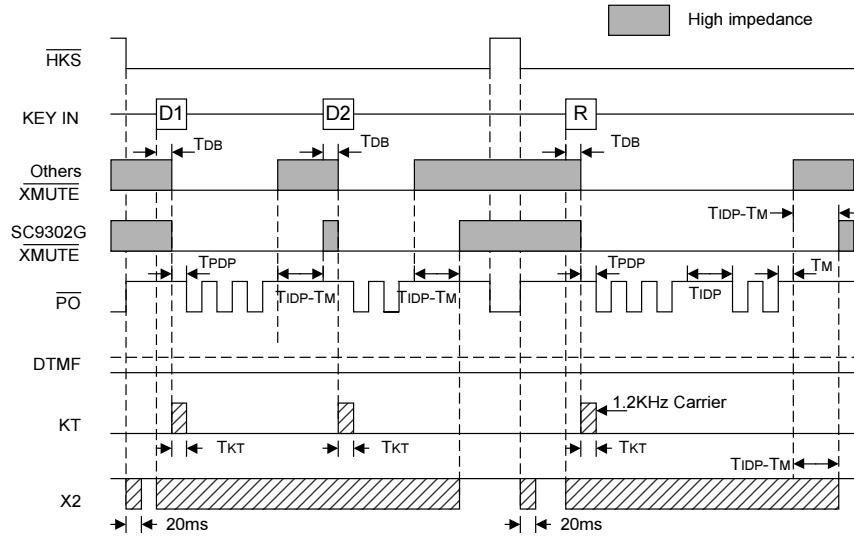 High impedance
HKS
KEY IN
D1
D2
R
TDB
TDB
TDB
Others
XMUTE
SC9302G
XMUTE
TIDP-TM
TPDP
TPDP
TM
PO
TIDP-TM
TIDP-TM
TIDP
DTMF
KT
1.2KHz Carrier
TKT
TKT
TKT
TIDP-TM
X2
20ms
20ms